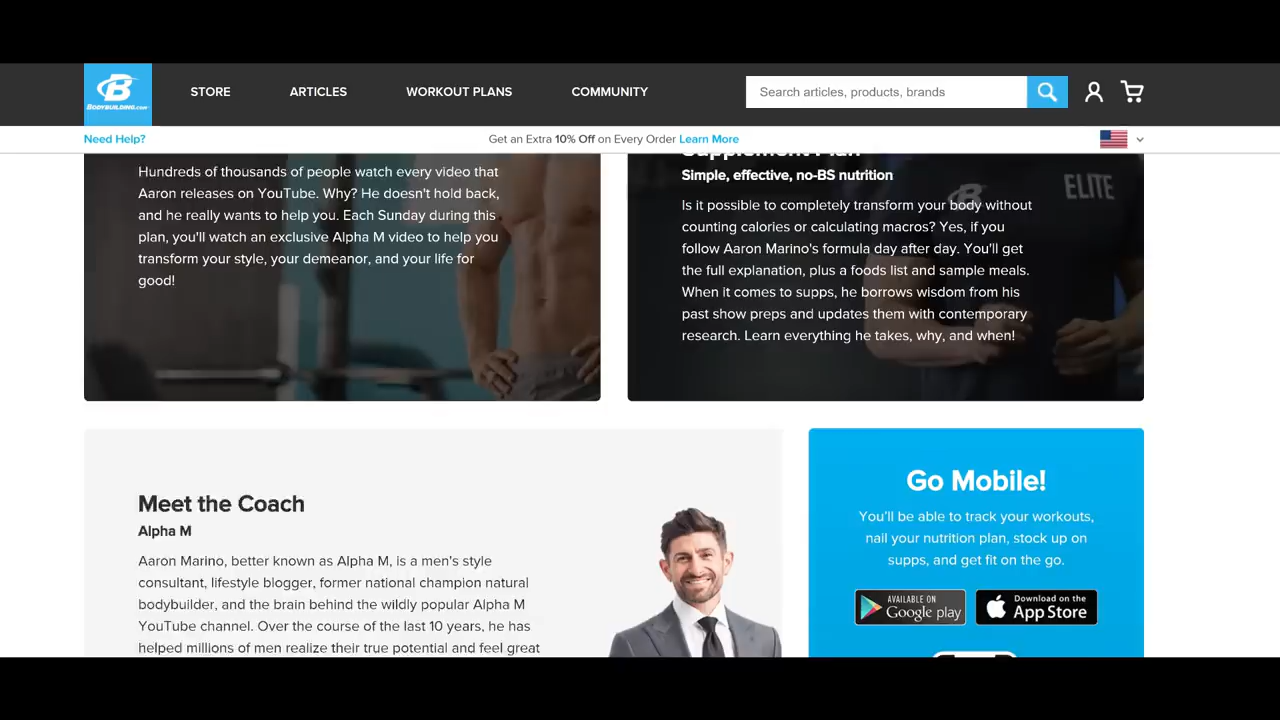 BODYBUILDING.com
STORE
ARTICLES
WORKOUT PLANS
COMMUNITY
Search articles, products, brands
Need Help?
Get an Extra 10% Off on Every Order Learn More
Hundreds of thousands of people watch every video that
Aaron releases on YouTube. Why? He doesn't hold back,
and he really wants to help you. Each Sunday during this
plan, you'll watch an exclusive Alpha M video to help you
transform your style, your demeanor, and your life for
good!
Supplement Plan
Simple, effective, no-BS nutrition
Is it possible to completely transform your body without
counting calories or calculating macros? Yes, if you
follow Aaron Marino's formula day after day. You'll get
the full explanation, plus a foods list and sample meals.
When it comes to supps, he borrows wisdom from his
past show preps and updates them with contemporary
research. Learn everything he takes, why, and when!
ELITE
Meet the Coach
Alpha M
Aaron Marino, better known as Alpha M, is a men's style
consultant, lifestyle blogger, former national champion natural
bodybuilder, and the brain behind the wildly popular Alpha M
YouTube channel. Over the course of the last 10 years, he has
helped millions of men realize their true potential and feel great
Go Mobile!
You'll be able to track your workouts,
nail your nutrition plan, stock up on
supps, and get fit on the go.
AVAILABLE ON
Google play
Download on the
App Store